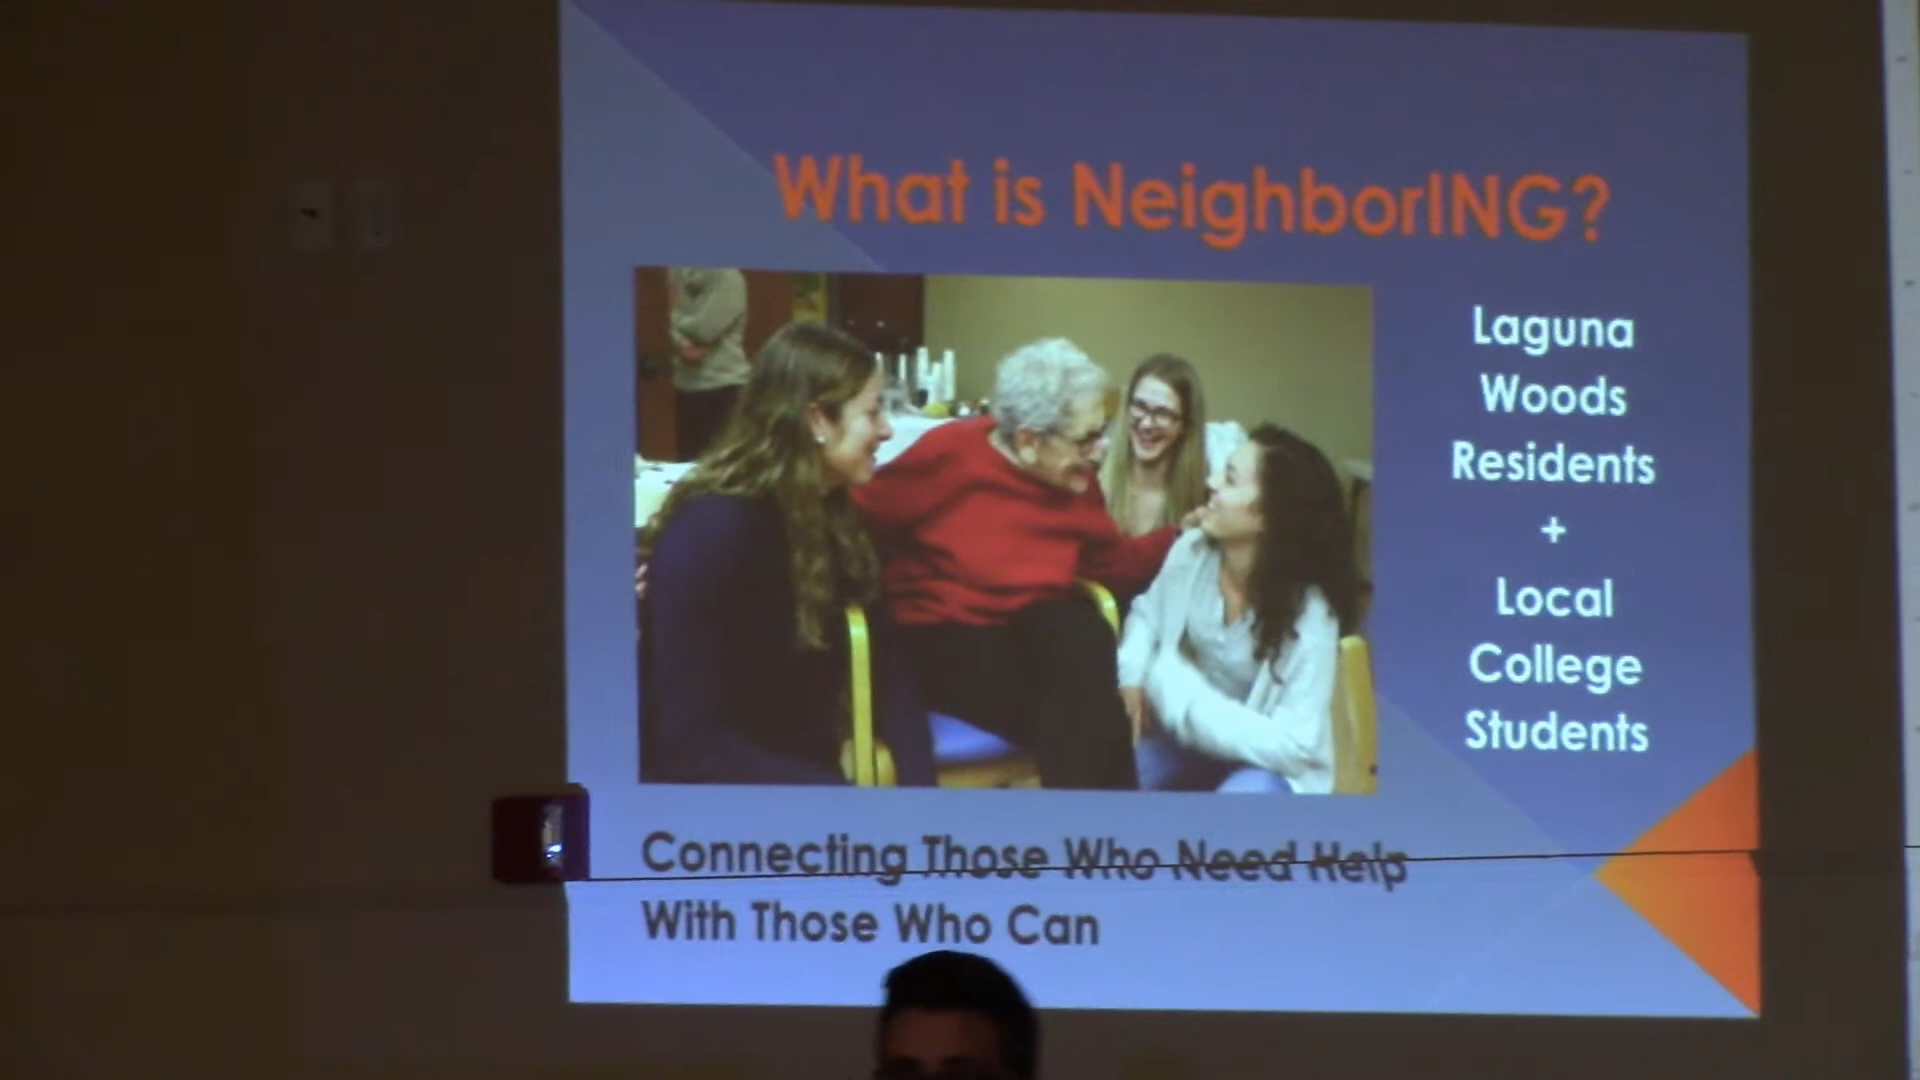 What is NeighborING?
Laguna
Woods
Residents
+
Local
College
Students
Connecting Those Who Need Help
With Those Who Can